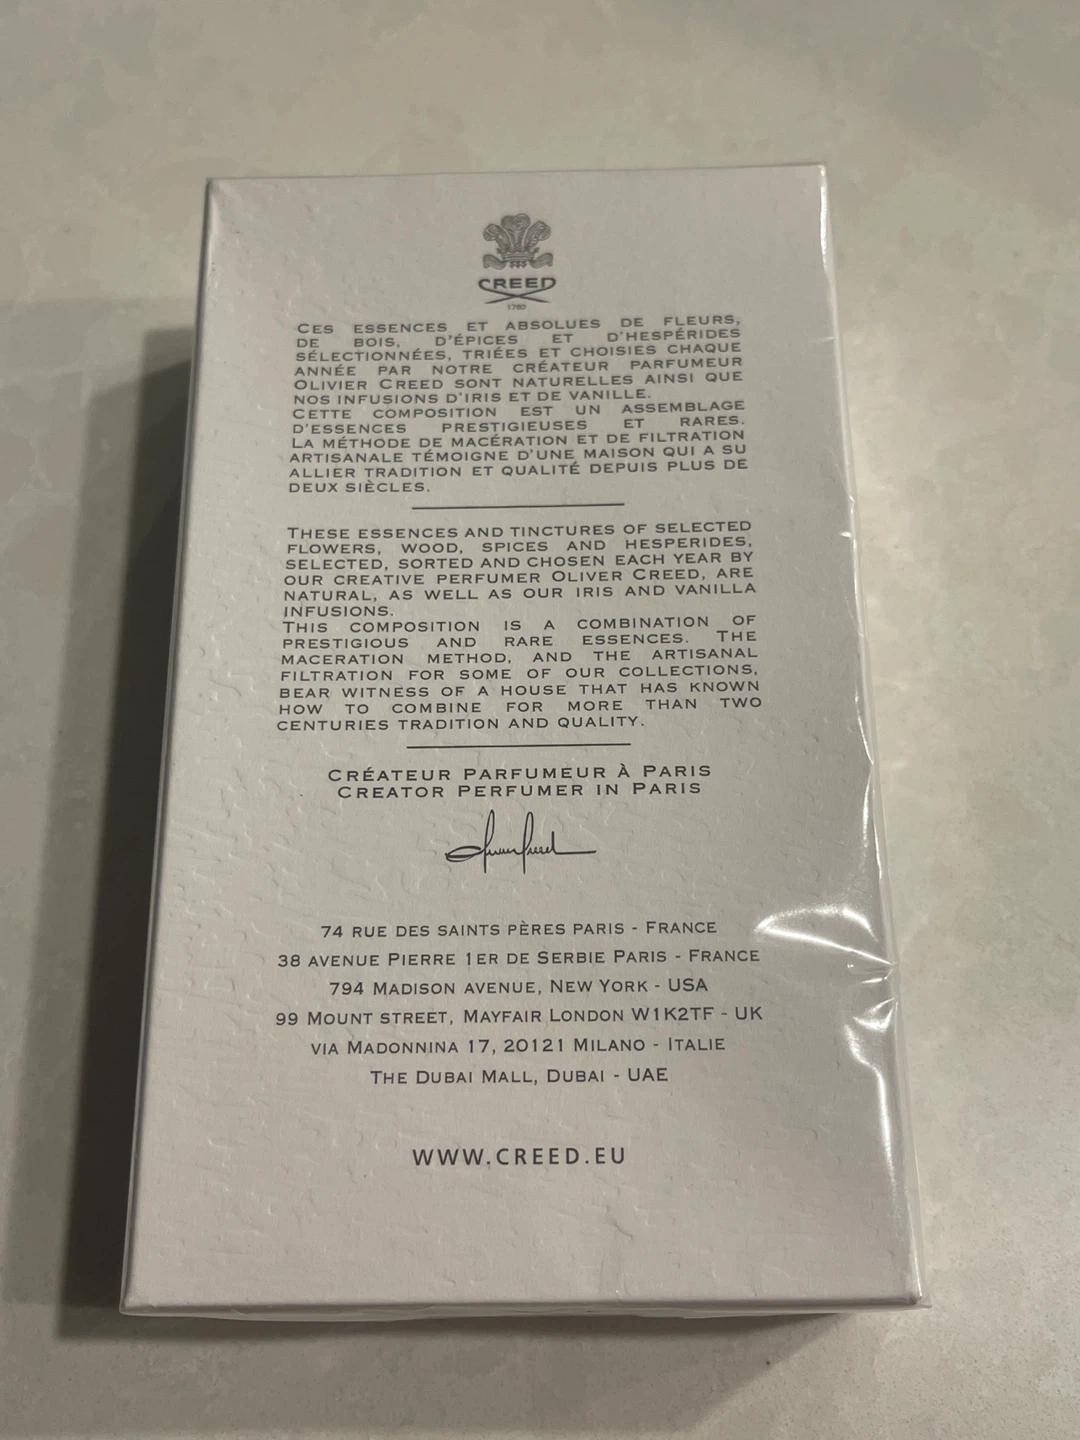 CREED
1760
CES ESSENCES ET ABSOLUES DE FLEURS,
DE BOIS, D'ÉPICES ET D'HESPÉRIDES
SÉLECTIONNÉES, TRIÉES ET CHOISIES CHAQUE
ANNÉE PAR NOTRE CRÉATEUR PARFUMEUR
OLIVIER CREED SONT NATURELLES AINSI QUE
NOS INFUSIONS D'IRIS ET DE VANILLE.
CETTE COMPOSITION EST UN ASSEMBLAGE
D'ESSENCES PRESTIGIEUSES ET RARES.
LA MÉTHODE DE MACÉRATION ET DE FILTRATION
ARTISANALE TÉMOIGNE D'UNE MAISON QUI A SU
ALLIER TRADITION ET QUALITÉ DEPUIS PLUS DE
DEUX SIÈCLES.
THESE ESSENCES AND TINCTURES OF SELECTED
FLOWERS, WOOD, SPICES AND HESPERIDES,
SELECTED, SORTED AND CHOSEN EACH YEAR BY
OUR CREATIVE PERFUMER OLIVER CREED, ARE
NATURAL, AS WELL AS OUR IRIS AND VANILLA
INFUSIONS.
THIS COMPOSITION IS A COMBINATION OF
PRESTIGIOUS AND RARE ESSENCES. THE
MACERATION METHOD, AND THE ARTISANAL
FILTRATION FOR SOME OF OUR COLLECTIONS,
BEAR WITNESS OF A HOUSE THAT HAS KNOWN
HOW TO COMBINE FOR MORE THAN TWO
CENTURIES TRADITION AND QUALITY.
CRÉATEUR PARFUMEUR À PARIS
CREATOR PERFUMER IN PARIS
74 RUE DES SAINTS PÈRES PARIS - FRANCE
38 AVENUE PIERRE 1ER DE SERBIE PARIS - FRANCE
794 MADISON AVENUE, NEW YORK - USA
99 MOUNT STREET, MAYFAIR LONDON W1K2TF - UK
VIA MADONNINA 17, 20121 MILANO - ITALIE
THE DUBAI MALL, DUBAI - UAE
WWW.CREED.EU